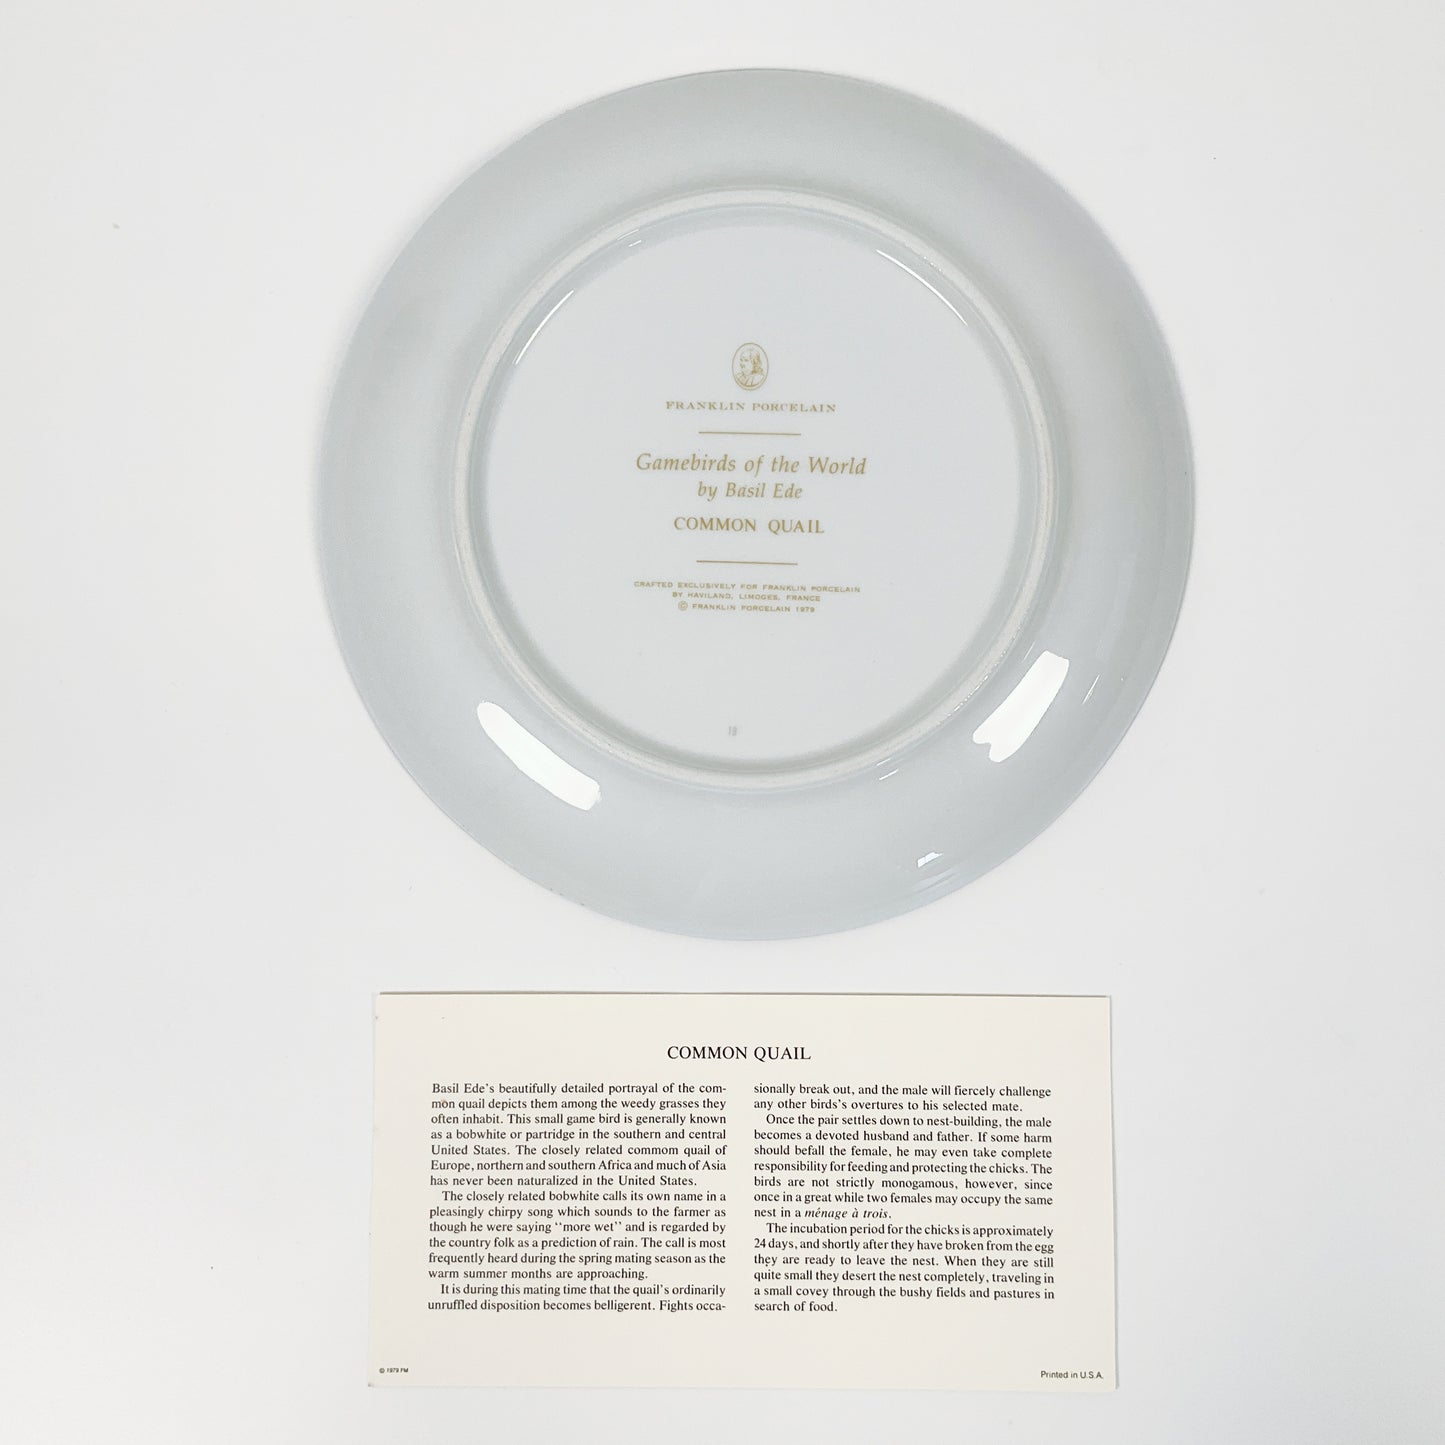 FRANKLIN PORCELAIN
Gamebirds of the World
by Basil Ede
COMMON QUAIL
CRAFTED EXCLUSIVELY FOR FRANKLIN PORCELAIN
BY HAVILAND, LIMOGES, FRANCE
© FRANKLIN PORCELAIN 1979
19
COMMON QUAIL
Basil Ede's beautifully detailed portrayal of the com-
mon quail depicts them among the weedy grasses they
often inhabit. This small game bird is generally known
as a bobwhite or partridge in the southern and central
United States. The closely related commom quail of
Europe, northern and southern Africa and much of Asia
has never been naturalized in the United States.
The closely related bobwhite calls its own name in a
pleasingly chirpy song which sounds to the farmer as
though he were saying "more wet" and is regarded by
the country folk as a prediction of rain. The call is most
frequently heard during the spring mating season as the
warm summer months are approaching.
It is during this mating time that the quail's ordinarily
unruffled disposition becomes belligerent. Fights occa-
sionally break out, and the male will fiercely challenge
any other birds's overtures to his selected mate.
Once the pair settles down to nest-building, the male
becomes a devoted husband and father. If some harm
should befall the female, he may even take complete
responsibility for feeding and protecting the chicks. The
birds are not strictly monogamous, however, since
once in a great while two females may occupy the same
nest in a ménage à trois.
The incubation period for the chicks is approximately
24 days, and shortly after they have broken from the egg
they are ready to leave the nest. When they are still
quite small they desert the nest completely, traveling in
a small covey through the bushy fields and pastures in
search of food.
© 1979 FM
Printed in U.S.A.